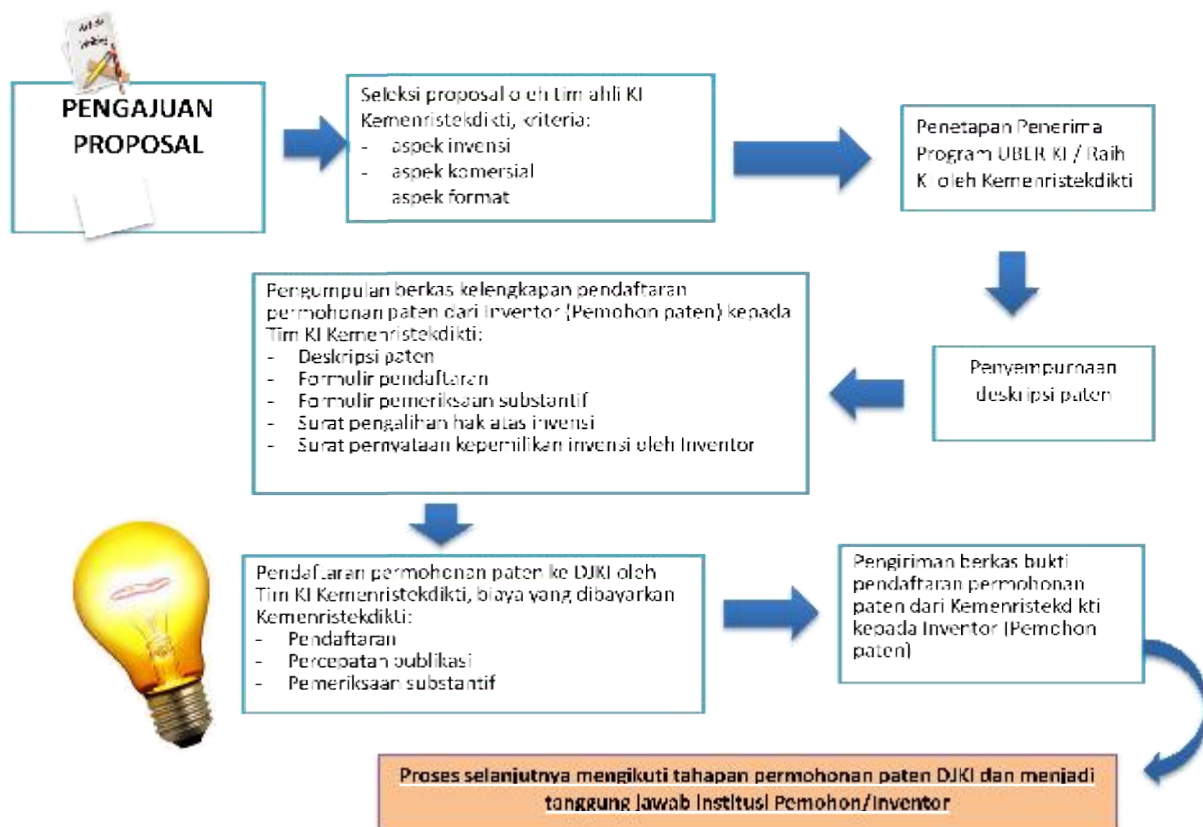 PENGAJUAN
PROPOSAL
Seleksi proposal oleh tim ahli KI
Kemenristekdikti, kriteria:
- aspek invensi
- aspek komersial
aspek format
Penetapan Penerima
Program UBER KI / Raih
KI oleh Kemenristekdikti
Penyempurnaan
deskripsi paten
Pengumpulan berkas kelengkapan pendaftaran
permohonan paten dari Inventor (Pemohon paten) kepada
Tim KI Kemenristekdikti:
- Deskripsi paten
- Formulir pendaftaran
- Formulir pemeriksaan substantif
- Surat pengalihan hak atas invensi
- Surat pernyataan kepemilikan invensi oleh Inventor
Pendaftaran permohonan paten ke DJKI oleh
Tim KI Kemenristekdikti, biaya yang dibayarkan
Kemenristekdikti:
- Pendaftaran
- Percepatan publikasi
- Pemeriksaan substantif
Pengiriman berkas bukti
pendaftaran permohonan
paten dari Kemenristekdikti
kepada Inventor (Pemohon
paten)
Proses selanjutnya mengikuti tahapan permohonan paten DJKI dan menjadi
tanggung jawab institusi Pemohon/Inventor